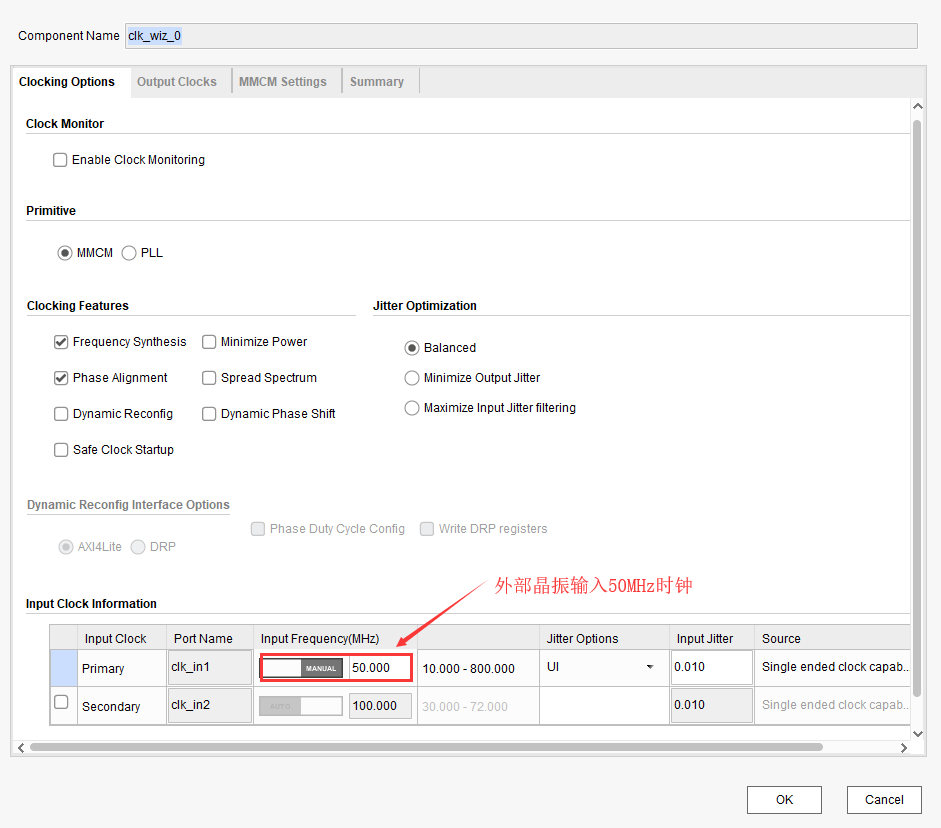 Component Name clk_wiz_0
Clocking Options Output Clocks MMCM Settings Summary
Clock Monitor
Enable Clock Monitoring
Primitive
MMCM PLL
Clocking Features Jitter Optimization
Frequency Synthesis Minimize Power
Balanced
Phase Alignment Spread Spectrum
Minimize Output Jitter
Dynamic Reconfig Dynamic Phase Shift
Maximize Input Jitter filtering
Safe Clock Startup
Dynamic Reconfig Interface Options
Phase Duty Cycle Config Write DRP registers
AXI4Lite DRP
外部晶振输入50MHz时钟
Input Clock Information
Input Clock Port Name Input Frequency(MHz) Jitter Options Input Jitter Source
Primary clk_in1 MANUAL 50.000 10.000 - 800.000 UI 0.010 Single ended clock capab..
Secondary clk_in2 AUTO 100.000 30.000 - 72.000 0.010 Single ended clock capab..
OK Cancel